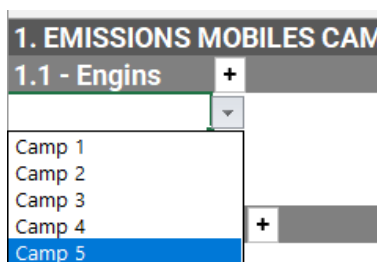 1. EMISSIONS MOBILES CAM
1.1 - Engins +
Camp 1
Camp 2
Camp 3
Camp 4
+
Camp 5